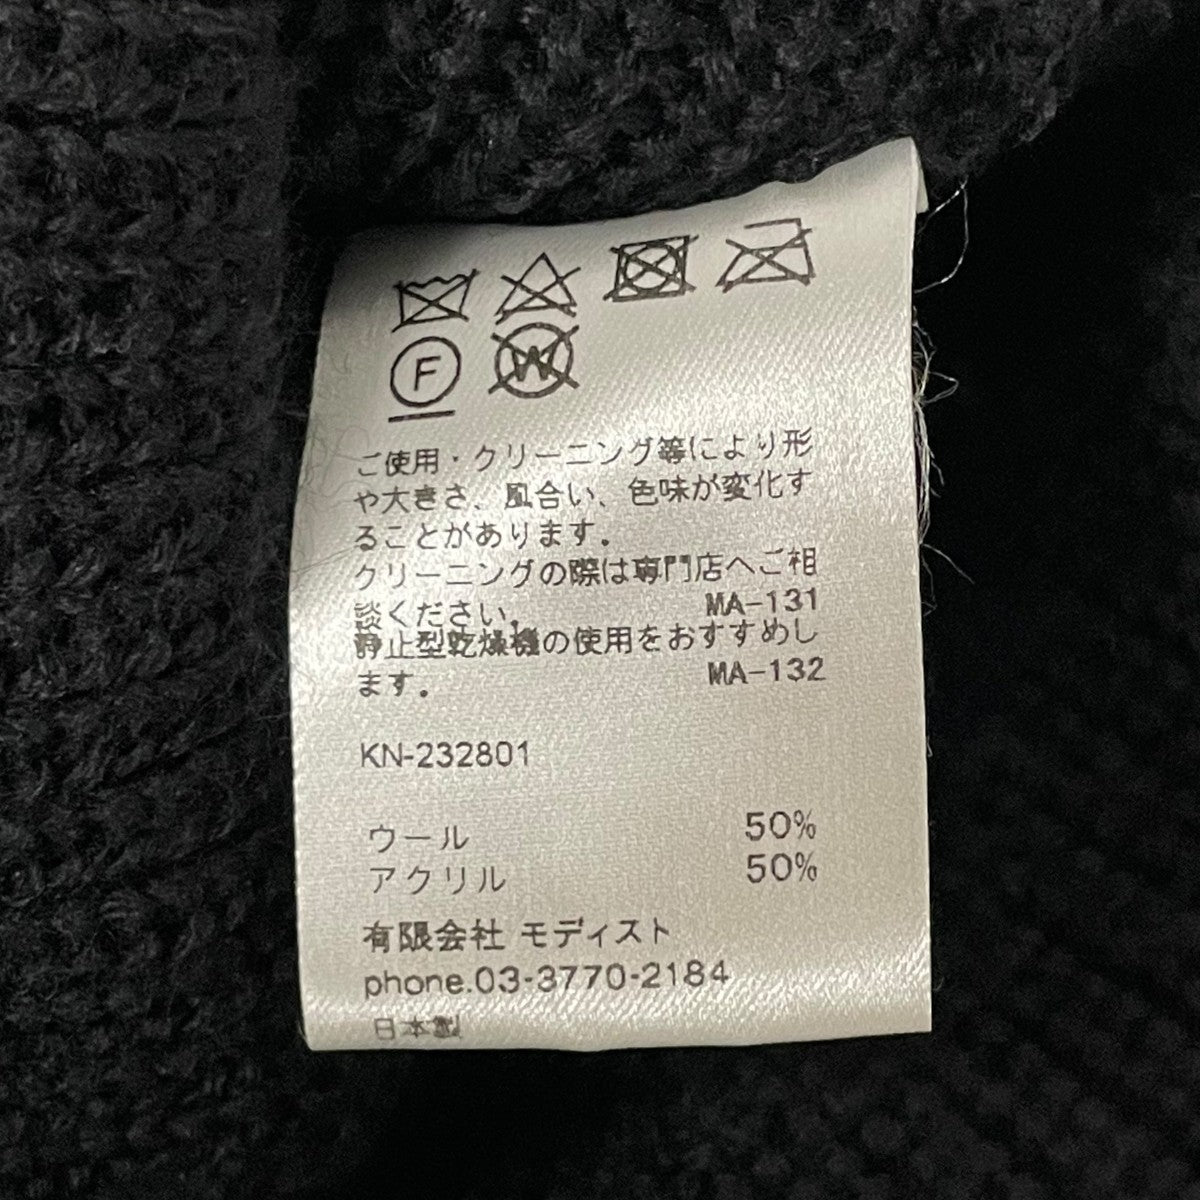 F W
ご使用・クリーニング等により形
や大きさ、風合い、色味が変化す
ることがあります。
クリーニングの際は専門店へご相
談ください。 MA-131
静止型乾燥機の使用をおすすめし
ます。 MA-132
KN-232801
ウール 50%
アクリル 50%
有限会社 モディスト
phone.03-3770-2184
日本製